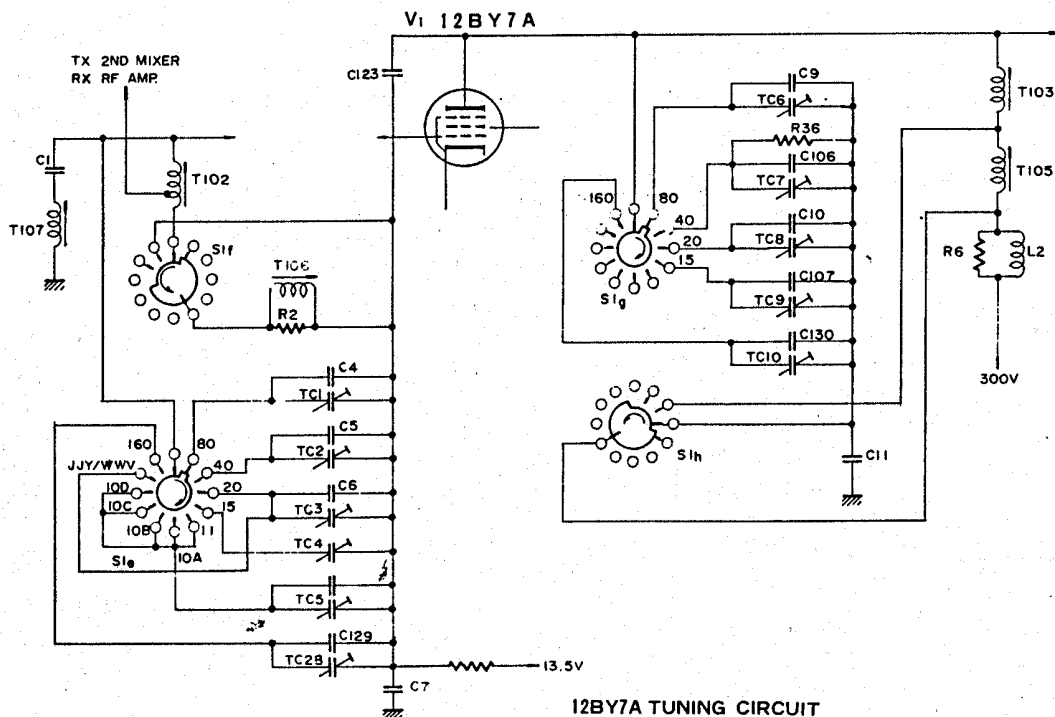 V1 12BY7A
TX 2ND MIXER
RX RF AMP.
C123
C1
T102
T107
S1f
T106
R2
C4
TC1
C5
TC2
C6
TC3
TC4
TC5
C129
TC28
C7
13.5V
160
80
JJY/WWV
40
10D
20
10C
15
10B
11
10A
S1e
C9
TC6
R36
C106
TC7
C10
TC8
C107
TC9
C130
TC10
160
80
40
20
15
S1g
S1h
C11
T103
T105
R6
L2
300V
12BY7A TUNING CIRCUIT